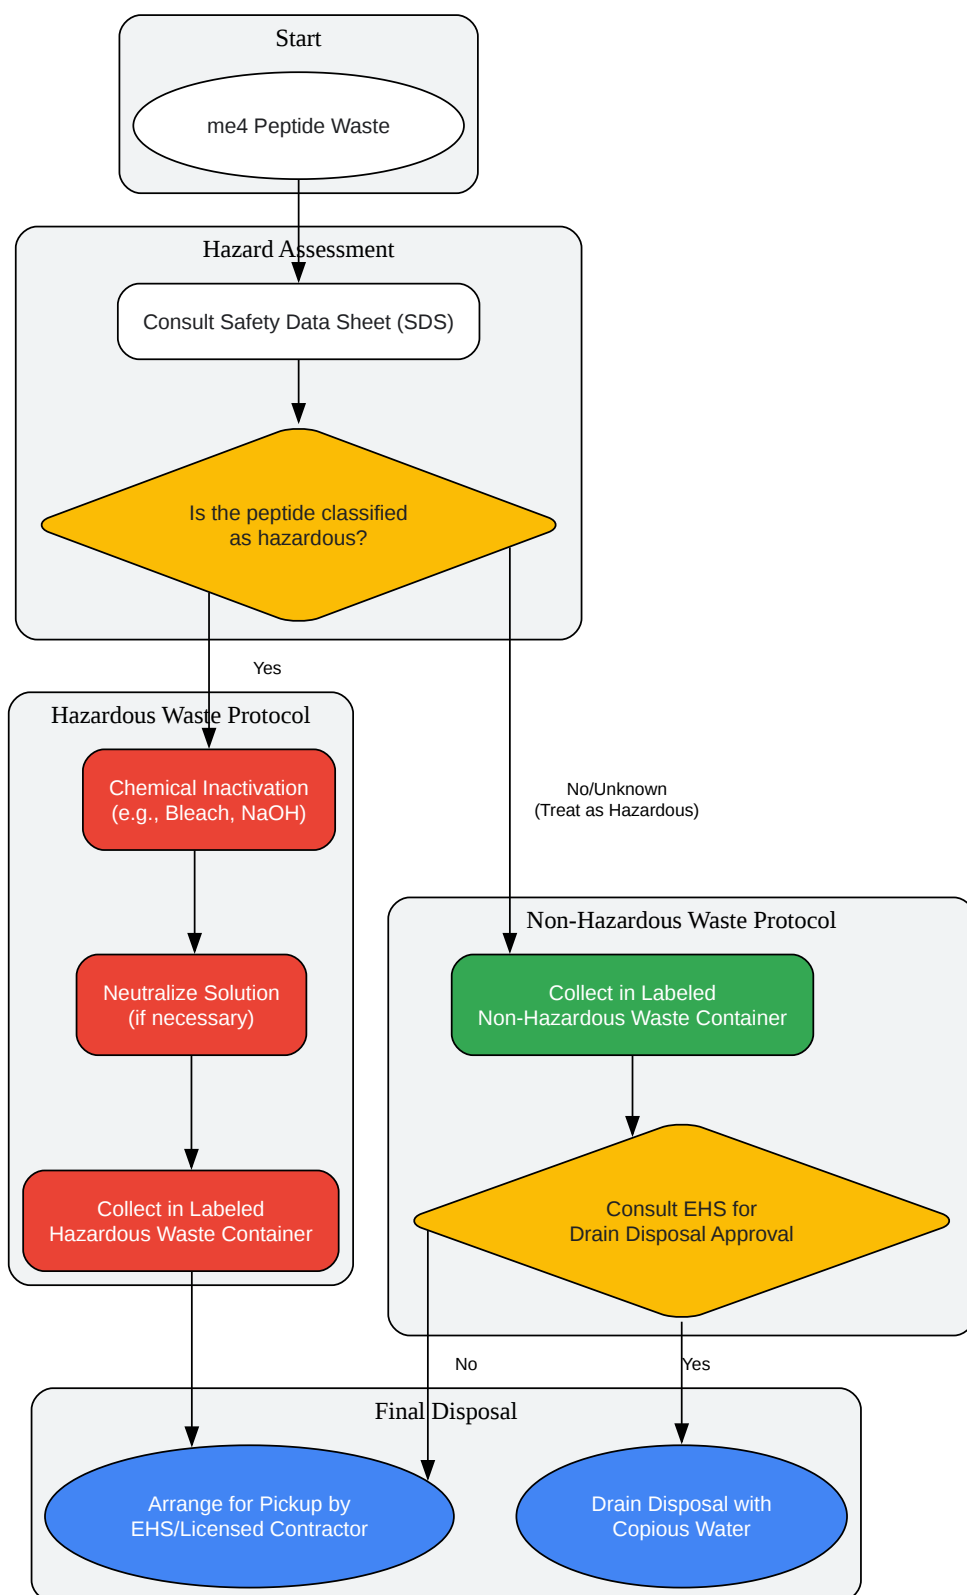 Start
me4 Peptide Waste
Hazard Assessment
Consult Safety Data Sheet (SDS)
Is the peptide classified
as hazardous?
Yes
Hazardous Waste Protocol
Chemical Inactivation
(e.g., Bleach, NaOH)
No/Unknown
(Treat as Hazardous)
Non-Hazardous Waste Protocol
Neutralize Solution
(if necessary)
Collect in Labeled
Non-Hazardous Waste Container
Collect in Labeled
Hazardous Waste Container
Consult EHS for
Drain Disposal Approval
No
Yes
Final Disposal
Arrange for Pickup by
EHS/Licensed Contractor
Drain Disposal with
Copious Water